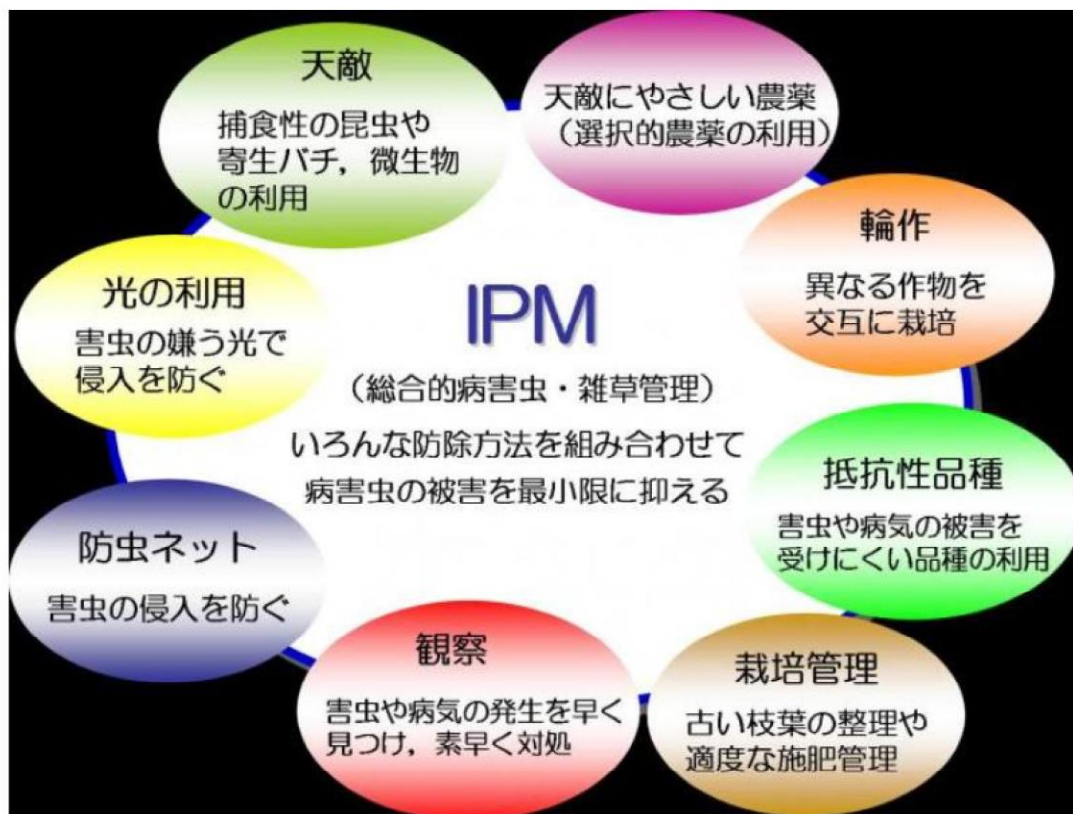 天敵
捕食性の昆虫や
寄生バチ，微生物
の利用
天敵にやさしい農薬
（選択的農薬の利用）
輪作
異なる作物を
交互に栽培
光の利用
害虫の嫌う光で
侵入を防ぐ
IPM
（総合的病害虫・雑草管理）
いろんな防除方法を組み合わせて
病害虫の被害を最小限に抑える
抵抗性品種
害虫や病気の被害を
受けにくい品種の利用
防虫ネット
害虫の侵入を防ぐ
観察
害虫や病気の発生を早く
見つけ，素早く対処
栽培管理
古い枝葉の整理や
適度な施肥管理